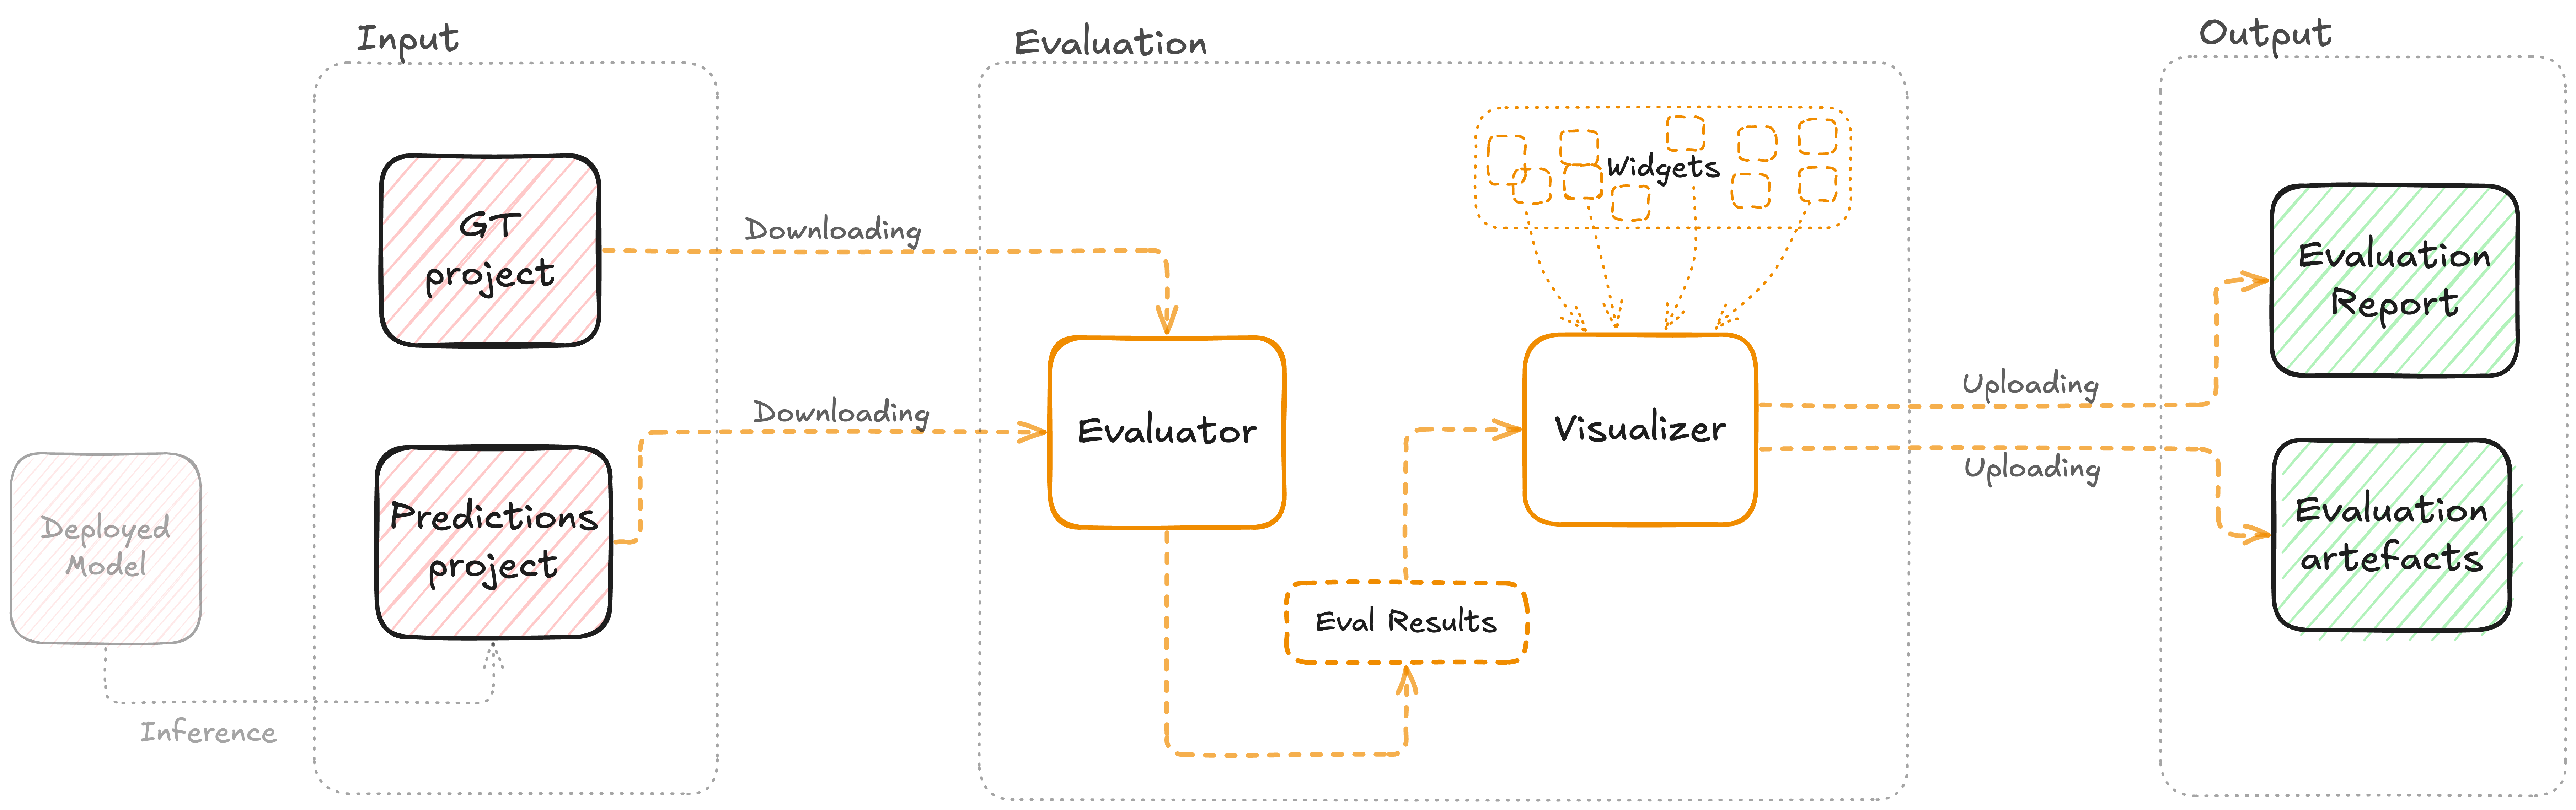 Input
Evaluation
Output
GT
project
Downloading
Widgets
Evaluation
Report
Downloading
Evaluator
Visualizer
Uploading
Uploading
Deployed
Model
Predictions
project
Evaluation
artefacts
Eval Results
Inference